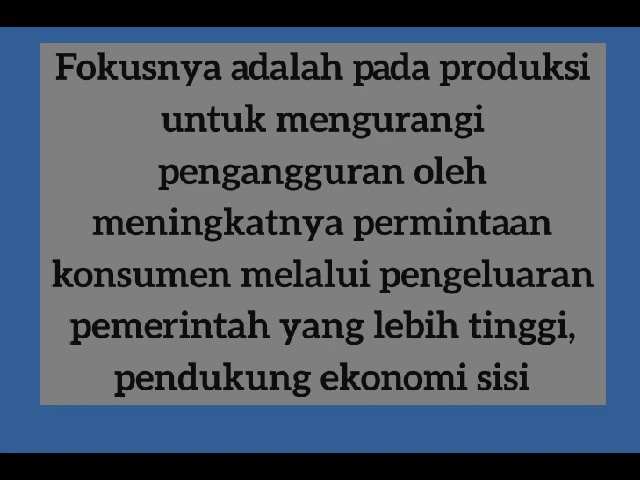 Fokusnya adalah pada produksi
untuk mengurangi
pengangguran oleh
meningkatnya permintaan
konsumen melalui pengeluaran
pemerintah yang lebih tinggi,
pendukung ekonomi sisi